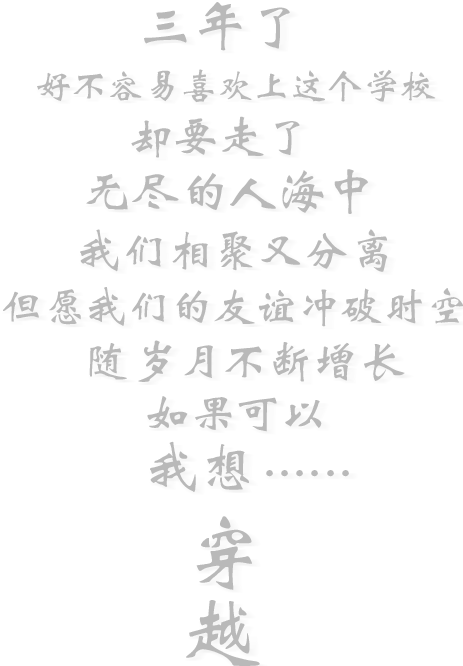 三年了
好不容易喜欢上这个学校
却要走了
无尽的人海中
我们相聚又分离
但愿我们的友谊冲破时空
随岁月不断增长
如果可以
我想……
穿
越